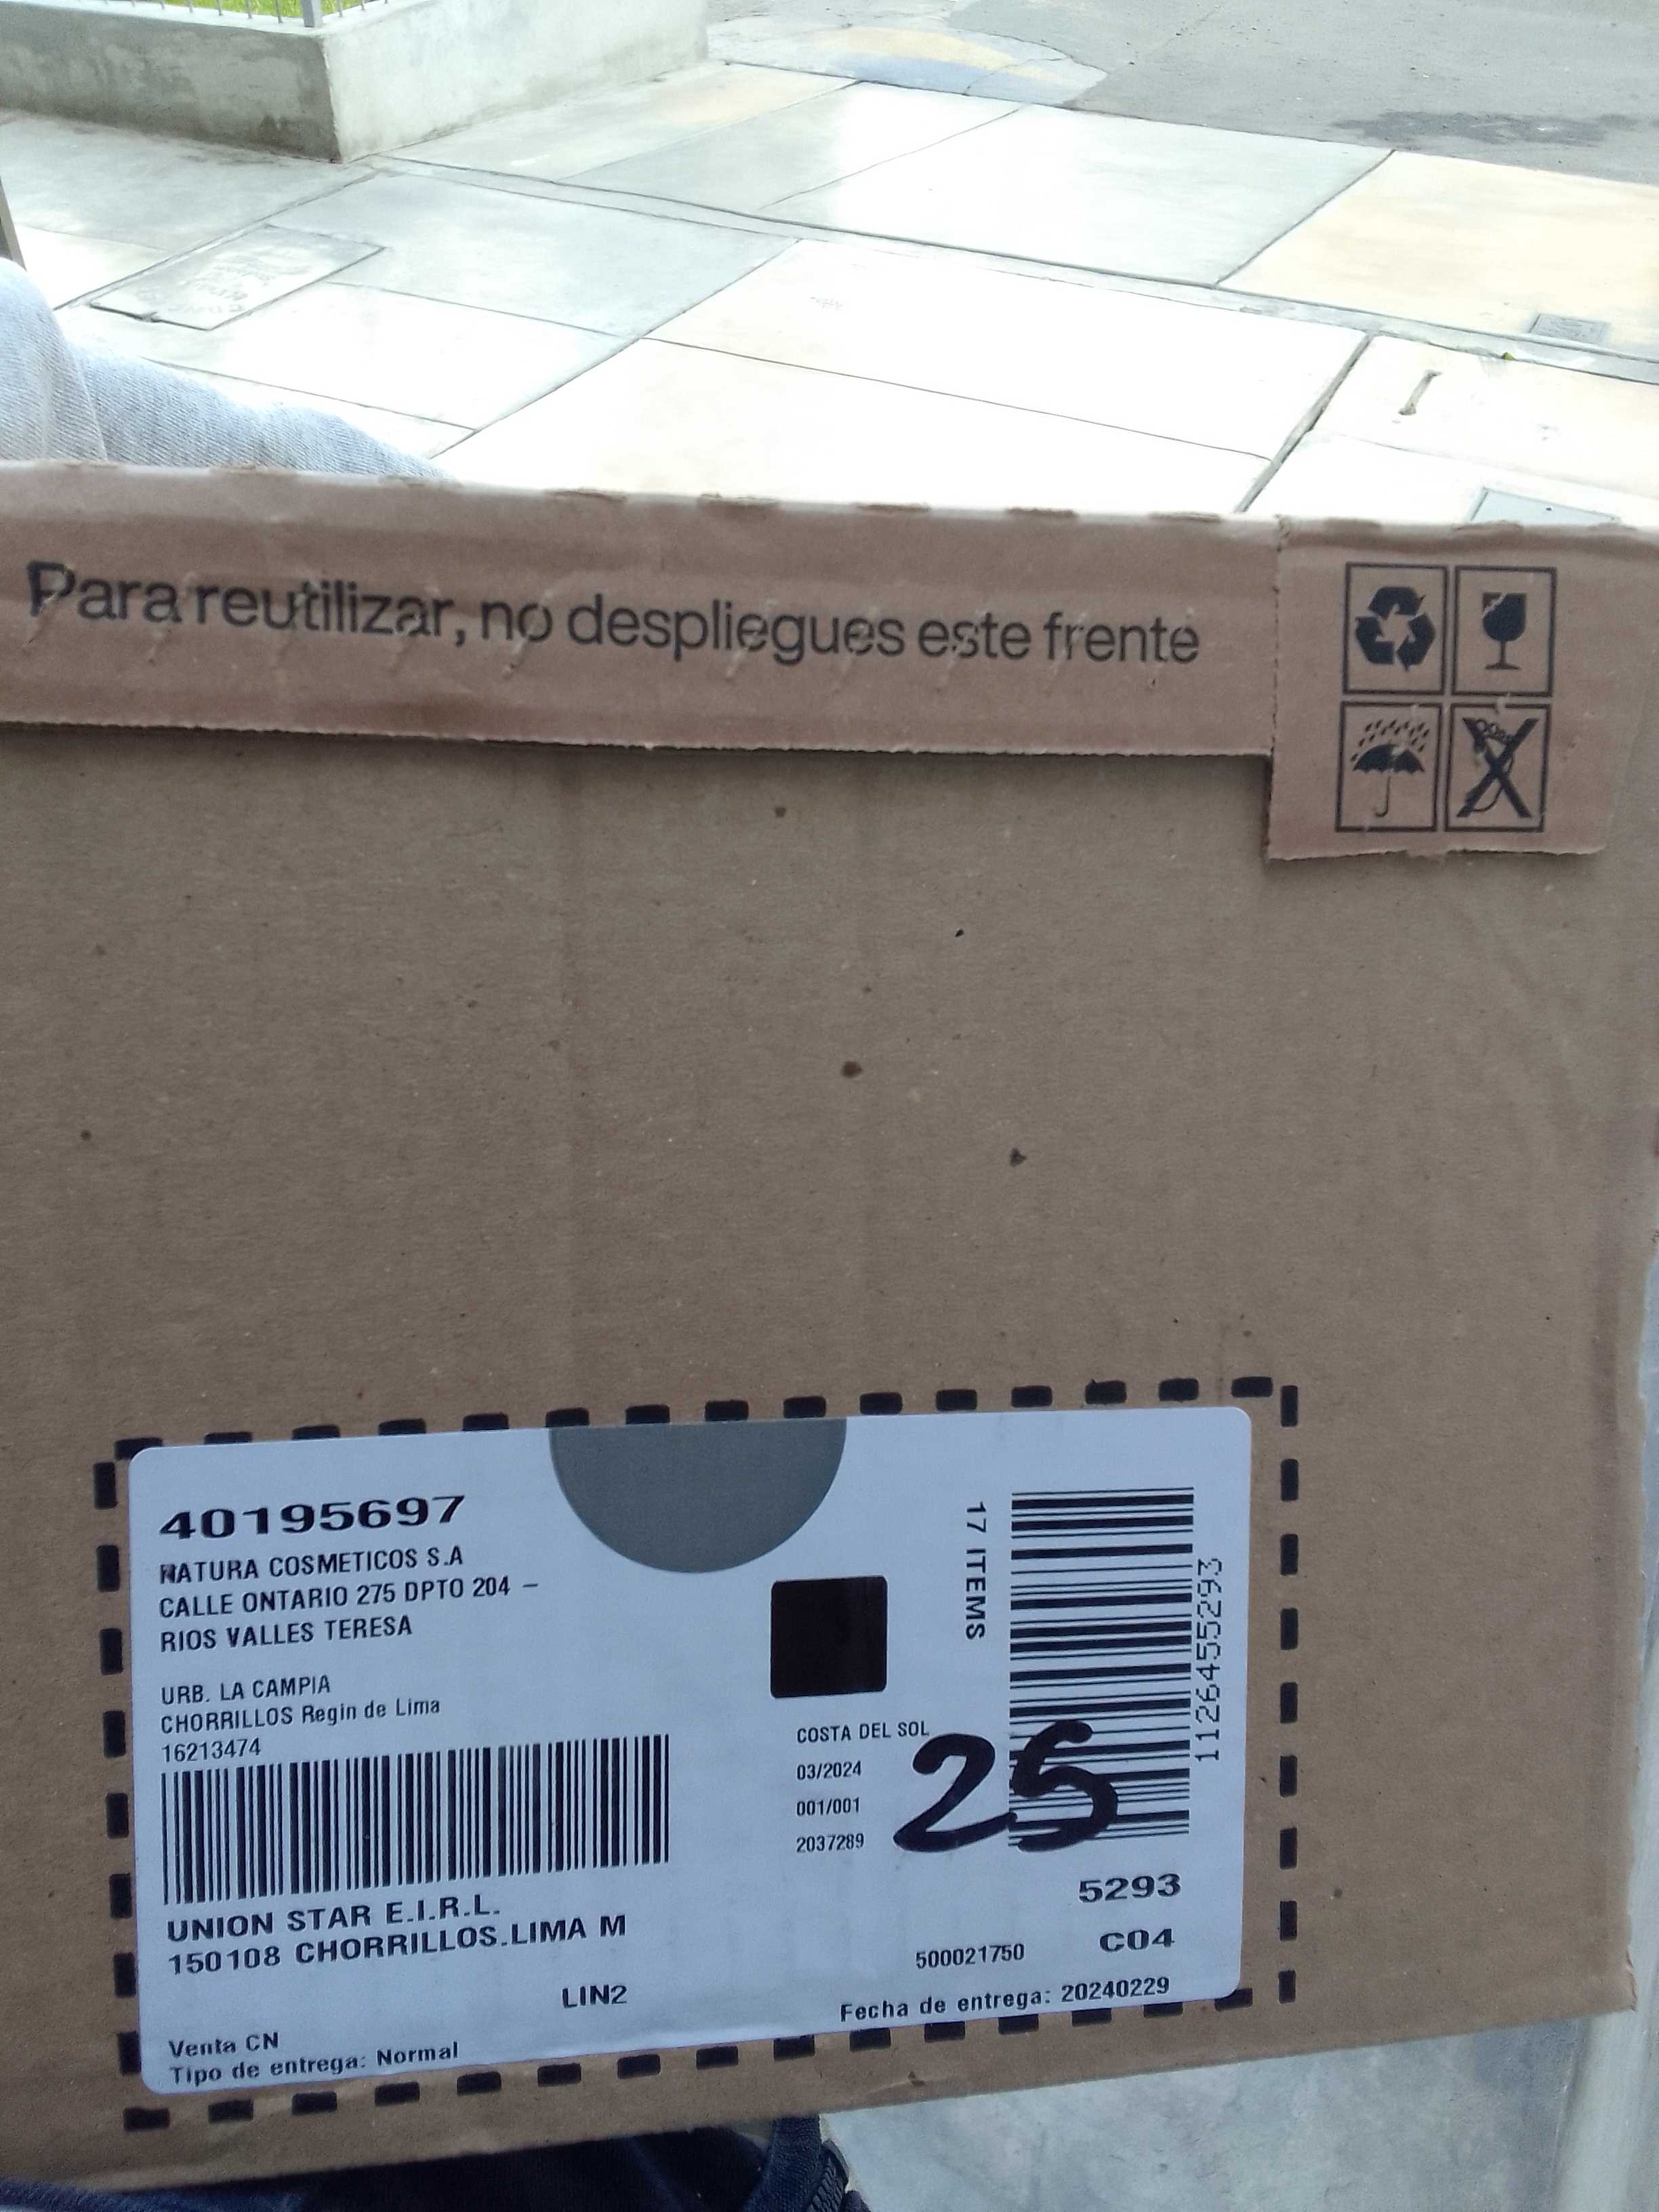 Para reutilizar, no despliegues este frente
40195697
NATURA COSMETICOS S.A
CALLE ONTARIO 275 DPTO 204 –
RIOS VALLES TERESA
URB. LA CAMPIA
CHORRILLOS Regin de Lima
16213474
UNION STAR E.I.R.L.
150108 CHORRILLOS.LIMA M
LIN2
Venta CN
Tipo de entrega: Normal
17 ITEMS
1126455293
COSTA DEL SOL
03/2024
001/001
2037289
25
5293
C04
500021750
Fecha de entrega: 20240229